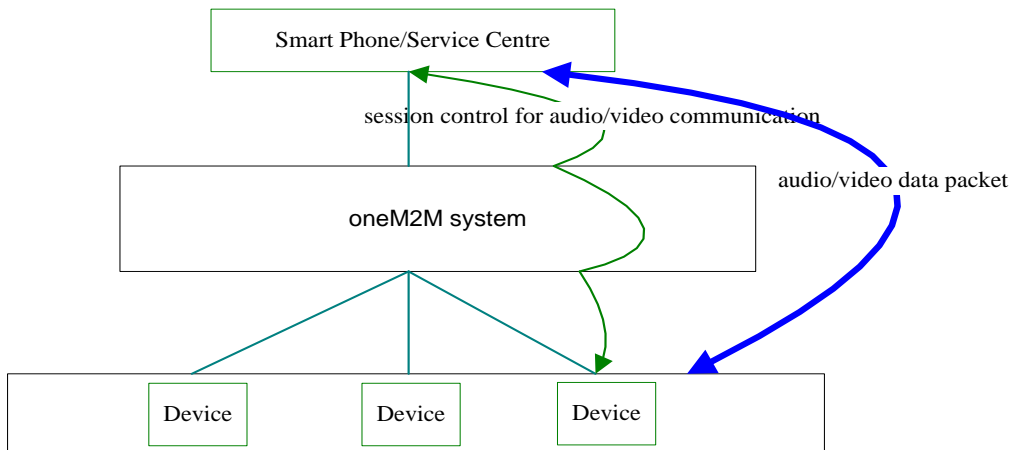 Smart Phone/Service Centre
session control for audio/video communication
audio/video data packet
oneM2M system
Device
Device
Device